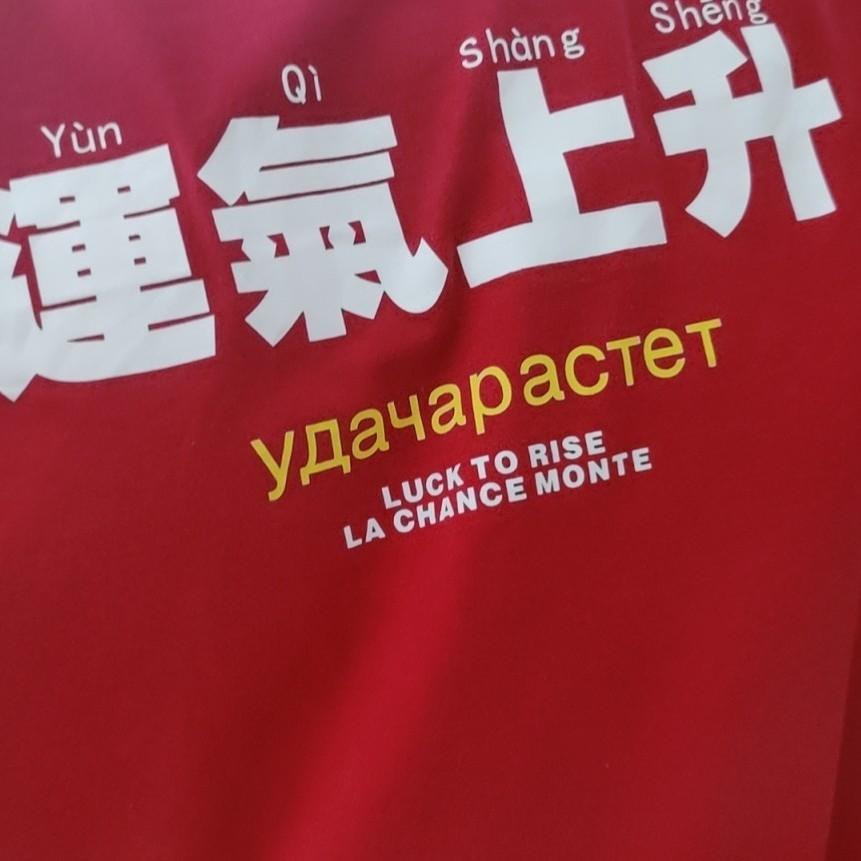 Yùn Qì Shàng Shēng
運氣上升
удачарастет
LUCK TO RISE
LA CHANCE MONTE